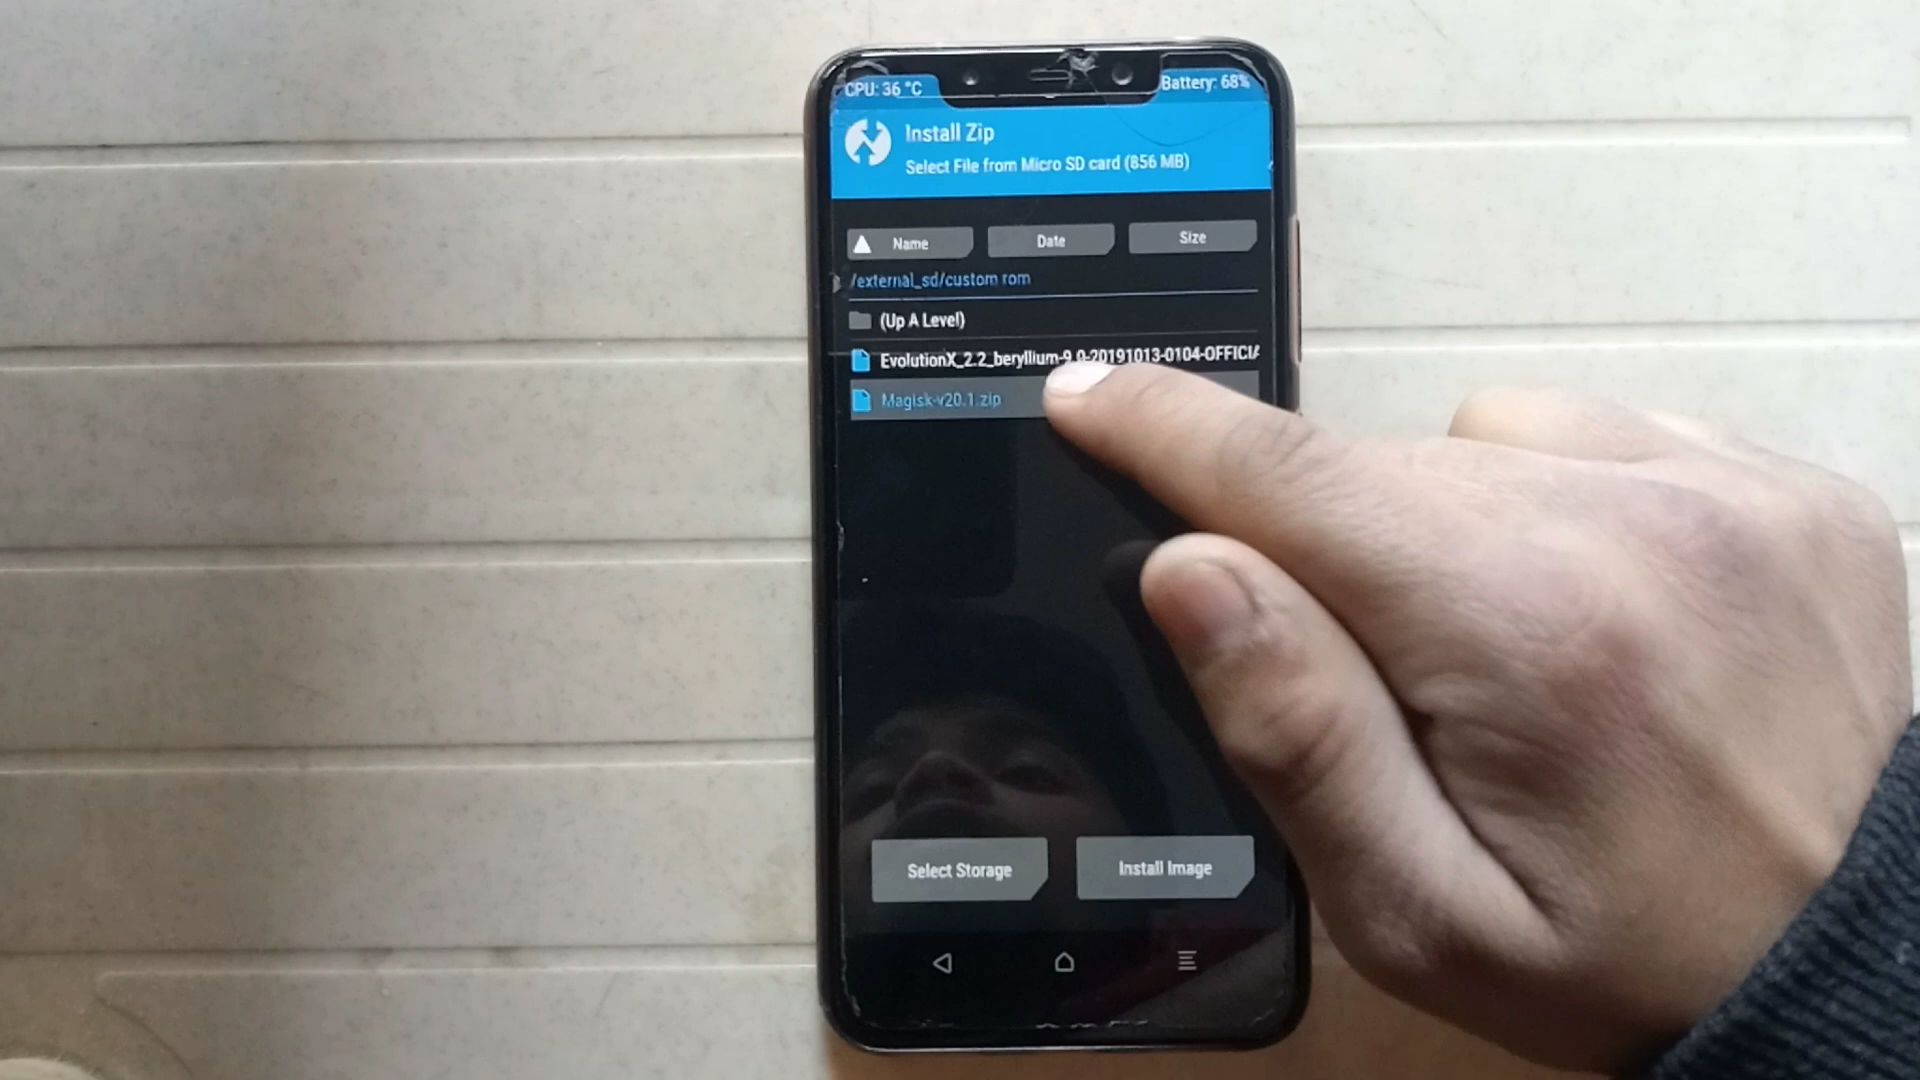 CPU: 36 °C
Battery: 68%
Install Zip
Select File from Micro SD card (856 MB)
Name
Date
Size
/external_sd/custom rom
(Up A Level)
EvolutionX_2.2_beryllium-9.0-20191013-0104-OFFICIA
Magisk-v20.1.zip
Select Storage
Install Image